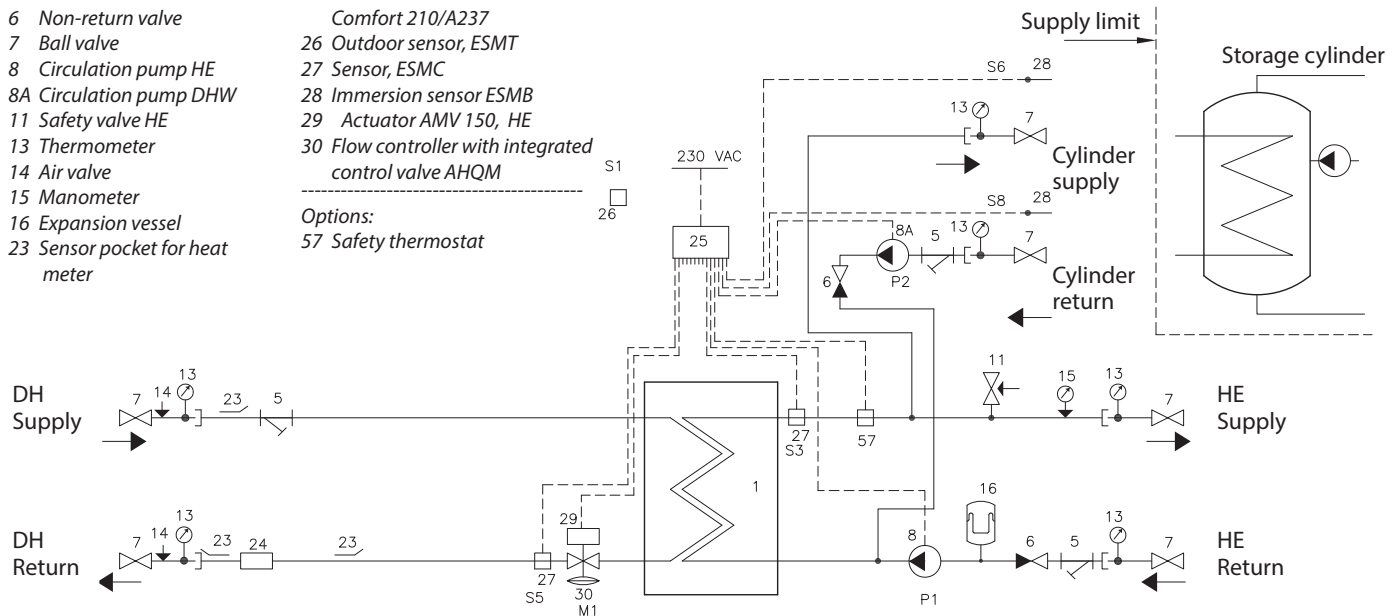 6 Non-return valve
7 Ball valve
8 Circulation pump HE
8A Circulation pump DHW
11 Safety valve HE
13 Thermometer
14 Air valve
15 Manometer
16 Expansion vessel
23 Sensor pocket for heat
meter
Comfort 210/A237
26 Outdoor sensor, ESMT
27 Sensor, ESMC
28 Immersion sensor ESMB
29 Actuator AMV 150, HE
30 Flow controller with integrated
control valve AHQM
Options:
57 Safety thermostat
Supply limit
Storage cylinder
S6 28
13
7
Cylinder
supply
230 VAC
S1
26
S8 28
25
8A 5 13 7
6
P2
Cylinder
return
DH
Supply
7 14 13 23 5
27
S3
57
11
15 13 7
HE
Supply
1
DH
Return
7 14 13 23 24 23
27
S5
29
30
M1
8
P1
16
6 5 13 7
HE
Return